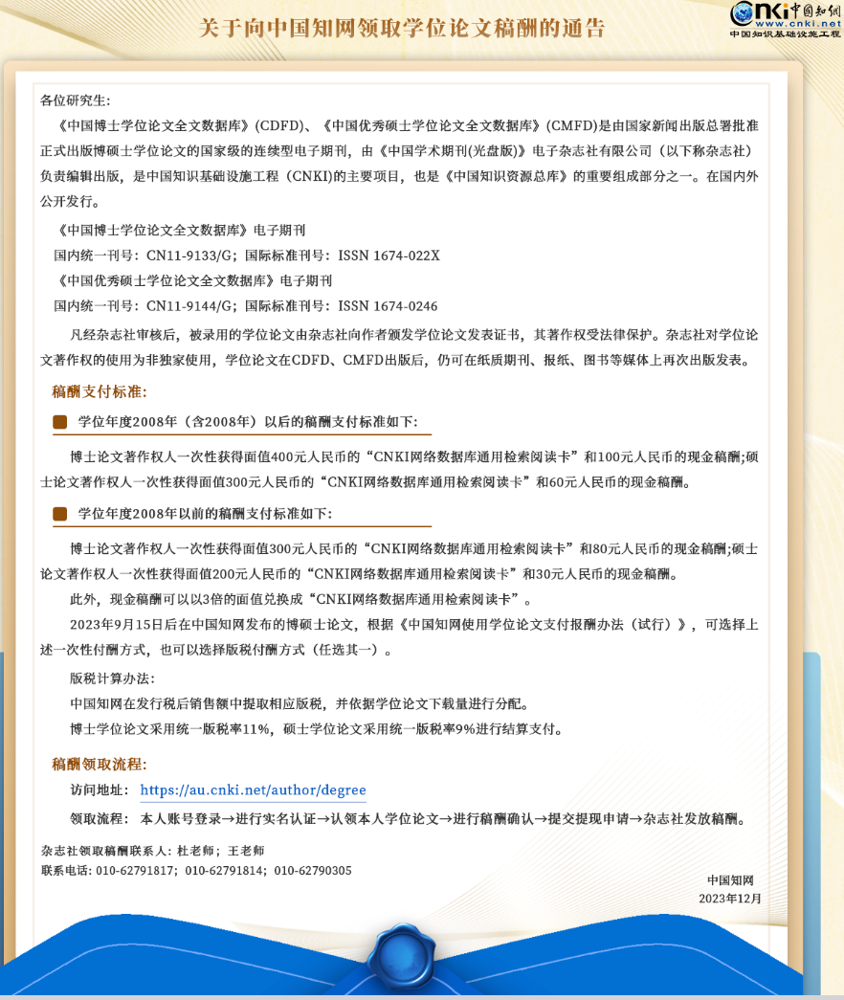 关于向中国知网领取学位论文稿酬的通告
CNKI 中国知网
www.cnki.net
中国知识基础设施工程
各位研究生:
《中国博士学位论文全文数据库》(CDFD)、《中国优秀硕士学位论文全文数据库》(CMFD)是由国家新闻出版总署批准
正式出版博硕士学位论文的国家级的连续型电子期刊，由《中国学术期刊(光盘版)》电子杂志社有限公司（以下称杂志社）
负责编辑出版，是中国知识基础设施工程（CNKI)的主要项目，也是《中国知识资源总库》的重要组成部分之一。在国内外
公开发行。
《中国博士学位论文全文数据库》电子期刊
国内统一刊号：CN11-9133/G；国际标准刊号：ISSN 1674-022X
《中国优秀硕士学位论文全文数据库》电子期刊
国内统一刊号：CN11-9144/G；国际标准刊号：ISSN 1674-0246
凡经杂志社审核后，被录用的学位论文由杂志社向作者颁发学位论文发表证书，其著作权受法律保护。杂志社对学位论
文著作权的使用为非独家使用，学位论文在CDFD、CMFD出版后，仍可在纸质期刊、报纸、图书等媒体上再次出版发表。
稿酬支付标准:
学位年度2008年（含2008年）以后的稿酬支付标准如下:
博士论文著作权人一次性获得面值400元人民币的“CNKI网络数据库通用检索阅读卡”和100元人民币的现金稿酬;硕
士论文著作权人一次性获得面值300元人民币的“CNKI网络数据库通用检索阅读卡”和60元人民币的现金稿酬。
学位年度2008年以前的稿酬支付标准如下:
博士论文著作权人一次性获得面值300元人民币的“CNKI网络数据库通用检索阅读卡”和80元人民币的现金稿酬;硕士
论文著作权人一次性获得面值200元人民币的“CNKI网络数据库通用检索阅读卡”和30元人民币的现金稿酬。
此外，现金稿酬可以以3倍的面值兑换成“CNKI网络数据库通用检索阅读卡”。
2023年9月15日后在中国知网发布的博硕士论文，根据《中国知网使用学位论文支付报酬办法（试行）》，可选择上
述一次性付酬方式，也可以选择版税付酬方式（任选其一）。
版税计算办法：
中国知网在发行税后销售额中提取相应版税，并依据学位论文下载量进行分配。
博士学位论文采用统一版税率11%，硕士学位论文采用统一版税率9%进行结算支付。
稿酬领取流程:
访问地址： https://au.cnki.net/author/degree
领取流程： 本人账号登录→进行实名认证→认领本人学位论文→进行稿酬确认→提交提现申请→杂志社发放稿酬。
杂志社领取稿酬联系人: 杜老师；王老师
联系电话: 010-62791817；010-62791814；010-62790305
中国知网
2023年12月